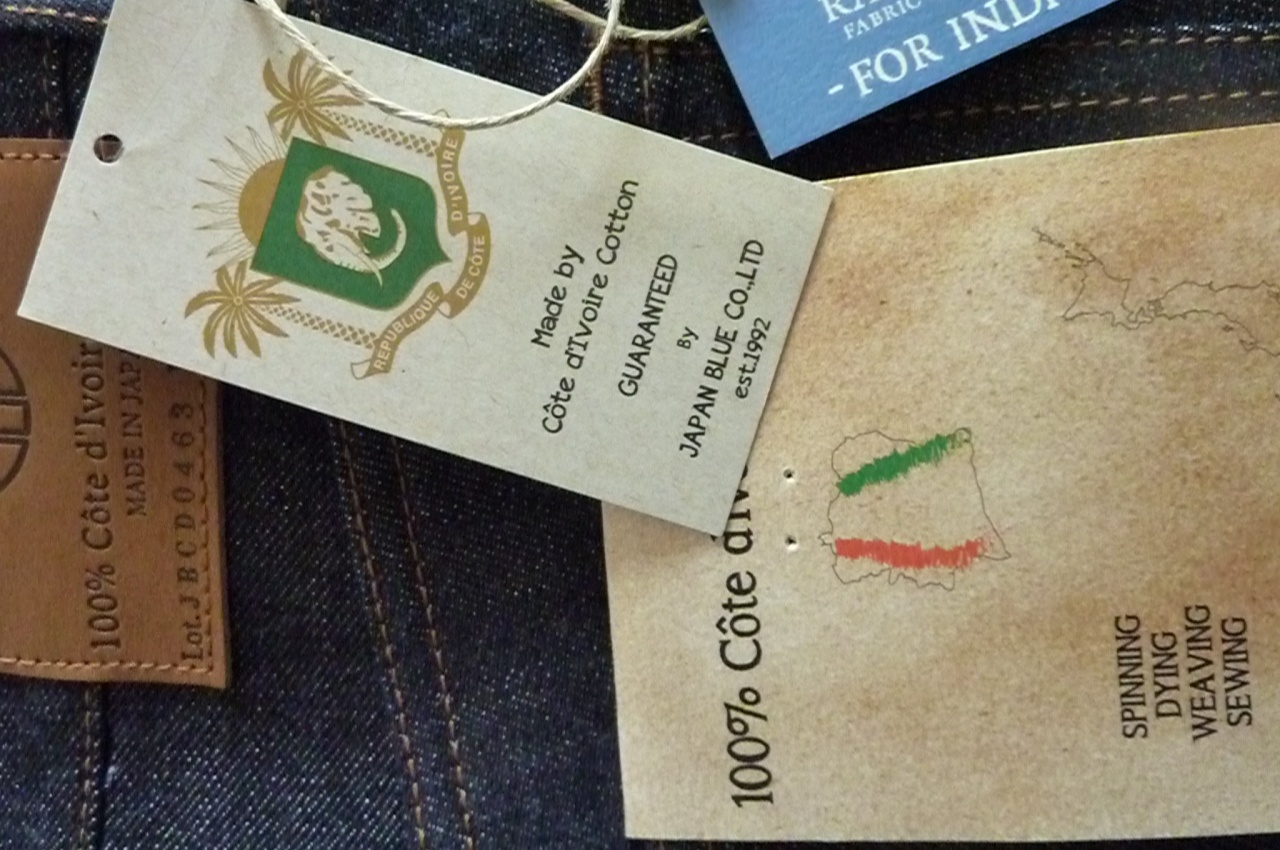 FABRIC
- FOR
REPUBLIQUE DE CÔTE D'IVOIRE
Made by
Côte d'Ivoire Cotton
GUARANTEED
By
JAPAN BLUE CO.,LTD
est.1992
100% Côte d'Ivoir
MADE IN JAP
Lot.JBCD0463
100% Côte d'Iv
SPINNING
DYING
WEAVING
SEWING